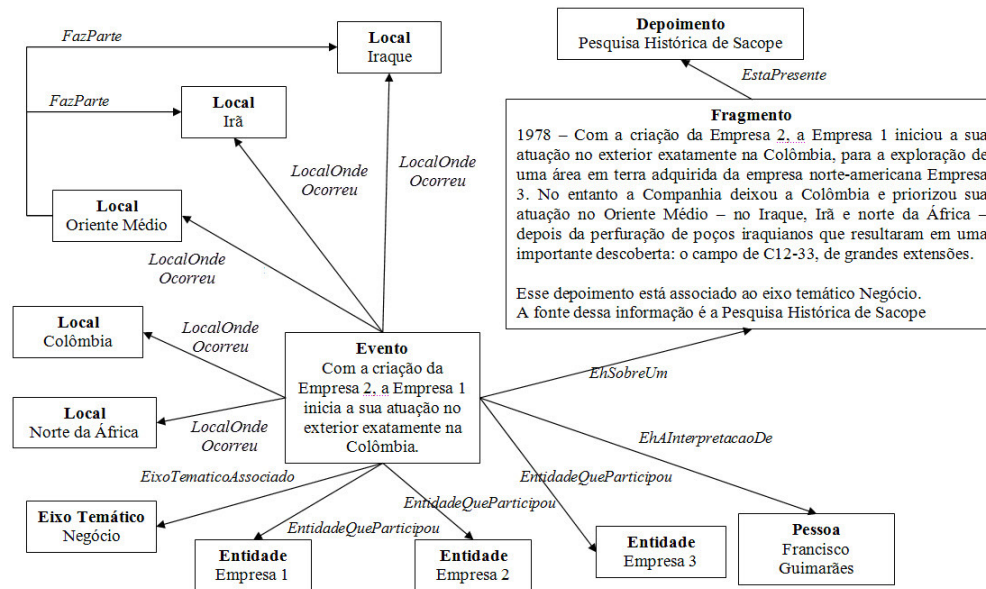 FazParte
Local
Iraque
Depoimento
Pesquisa Histórica de Sacope
EstaPresente
FazParte
Local
Irã
Fragmento
1978 – Com a criação da Empresa 2, a Empresa 1 iniciou a sua
atuação no exterior exatamente na Colômbia, para a exploração de
uma área em terra adquirida da empresa norte-americana Empresa
3. No entanto a Companhia deixou a Colômbia e priorizou sua
atuação no Oriente Médio – no Iraque, Irã e norte da África –
depois da perfuração de poços iraquianos que resultaram em uma
importante descoberta: o campo de C12-33, de grandes extensões.
Esse depoimento está associado ao eixo temático Negócio.
A fonte dessa informação é a Pesquisa Histórica de Sacope
LocalOnde
Ocorreu
LocalOnde
Ocorreu
Local
Oriente Médio
LocalOnde
Ocorreu
Local
Colômbia
LocalOnde
Ocorreu
Evento
Com a criação da
Empresa 2, a Empresa 1
inicia a sua atuação no
exterior exatamente na
Colômbia.
EhSobreUm
Local
Norte da África
LocalOnde
Ocorreu
EhAInterpretacaoDe
EixoTematicoAssociado
EntidadeQueParticipou
EntidadeQueParticipou
EntidadeQueParticipou
Eixo Temático
Negócio
Entidade
Empresa 1
Entidade
Empresa 2
Entidade
Empresa 3
Pessoa
Francisco
Guimarães